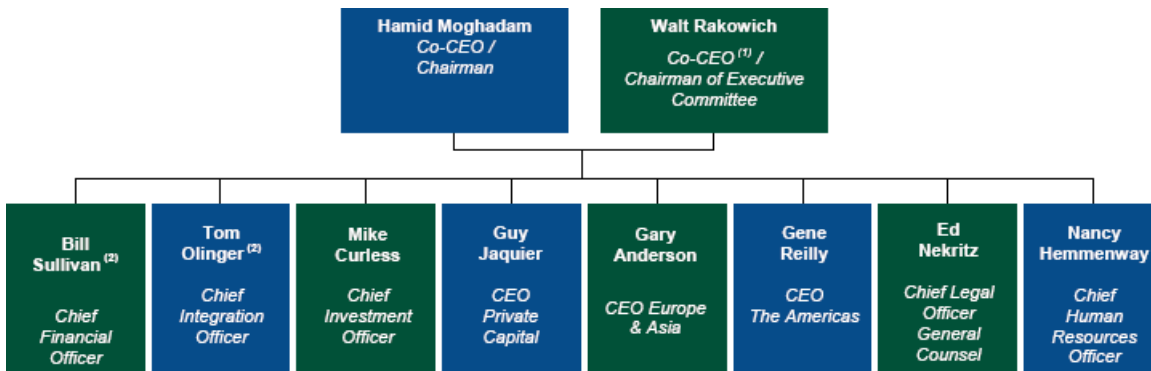 Hamid Moghadam
Co-CEO /
Chairman
Walt Rakowich
Co-CEO (1) /
Chairman of Executive
Committee
Bill
Sullivan (2)
Chief
Financial
Officer
Tom
Olinger (2)
Chief
Integration
Officer
Mike
Curless
Chief
Investment
Officer
Guy
Jaquier
CEO
Private
Capital
Gary
Anderson
CEO Europe
& Asia
Gene
Reilly
CEO
The Americas
Ed
Nekritz
Chief Legal
Officer
General
Counsel
Nancy
Hemmenway
Chief
Human
Resources
Officer